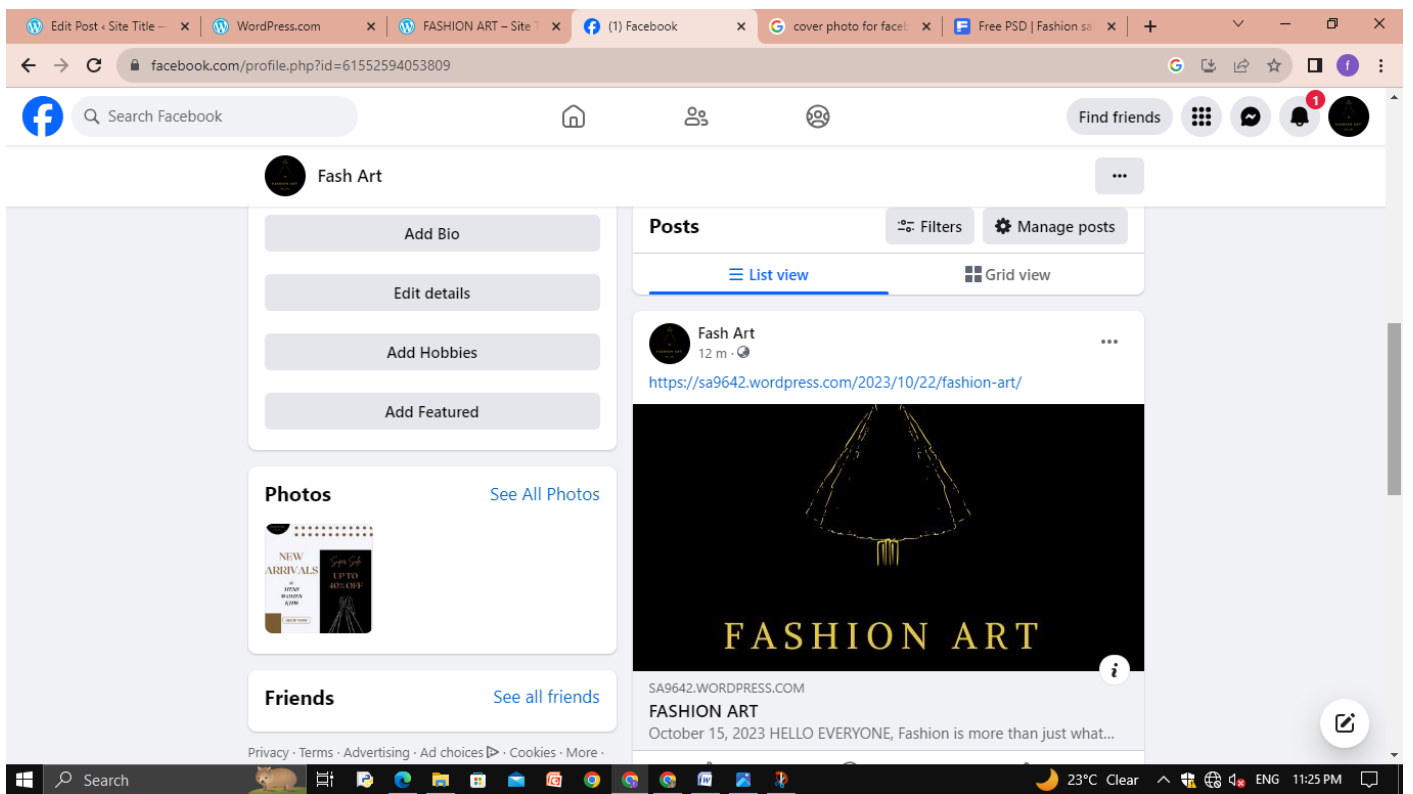 Edit Post ‹ Site Title —
WordPress.com
FASHION ART – Site T
(1) Facebook
cover photo for faceb
Free PSD | Fashion sa
facebook.com/profile.php?id=61552594053809
Search Facebook
Find friends
1
Fash Art
Add Bio
Edit details
Add Hobbies
Add Featured
Photos
See All Photos
NEW
ARRIVALS
Super Sale
UP TO
40% OFF
Friends
See all friends
Privacy · Terms · Advertising · Ad choices · Cookies · More ·
Posts
Filters
Manage posts
List view
Grid view
Fash Art
12 m ·
https://sa9642.wordpress.com/2023/10/22/fashion-art/
FASHION ART
SA9642.WORDPRESS.COM
FASHION ART
October 15, 2023 HELLO EVERYONE, Fashion is more than just what...
Search
23°C Clear
ENG
11:25 PM